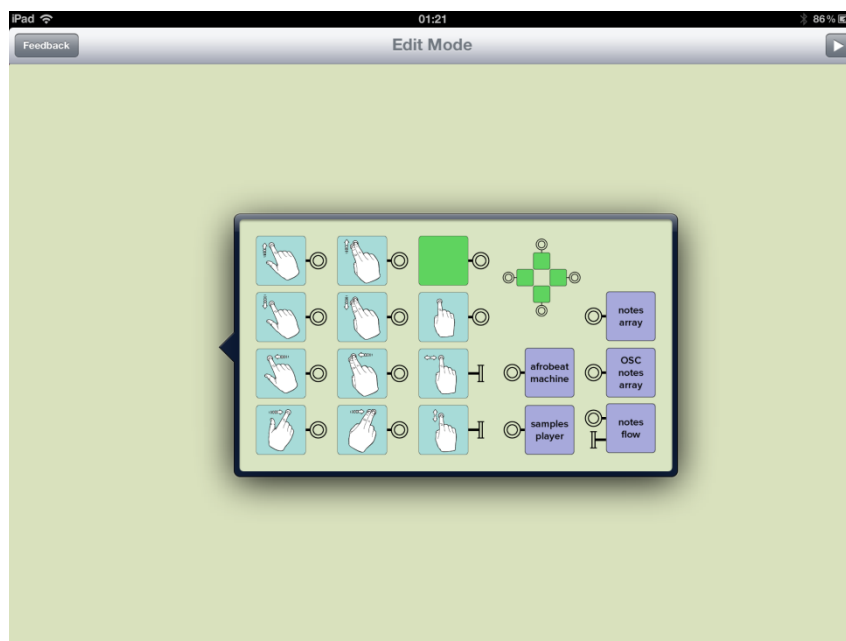 iPad 01:21 86%
Feedback Edit Mode
notes
array
afrobeat
machine
OSC
notes
array
samples
player
notes
flow